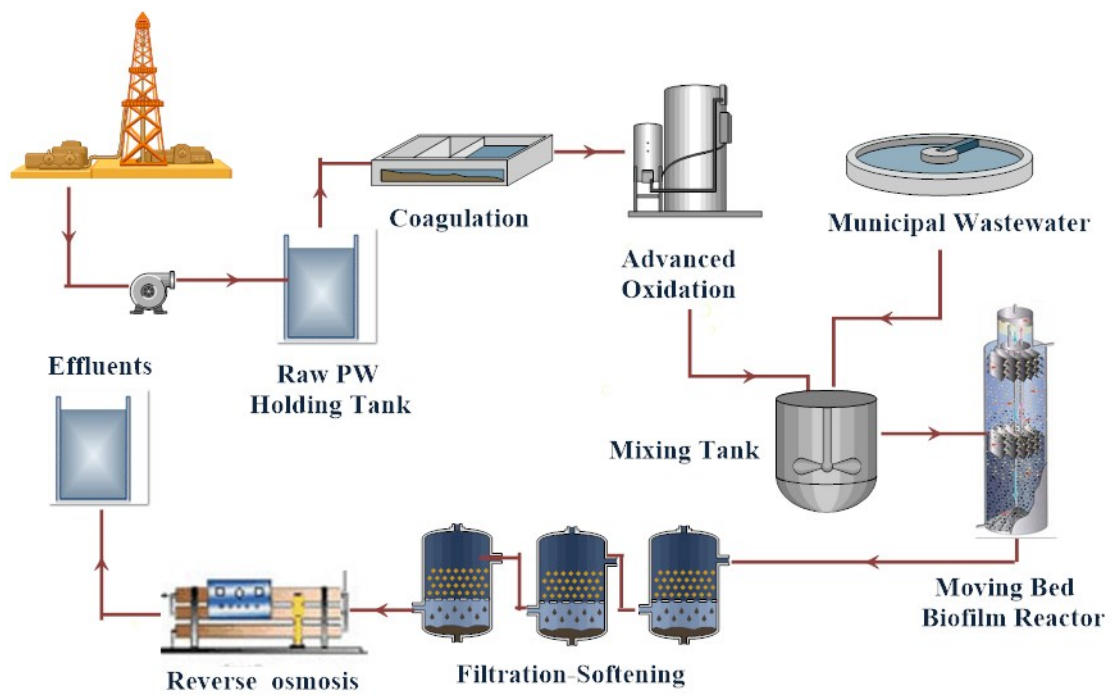 Coagulation
Municipal Wastewater
Advanced
Oxidation
Effluents
Raw PW
Holding Tank
Mixing Tank
Moving Bed
Biofilm Reactor
Filtration-Softening
Reverse osmosis